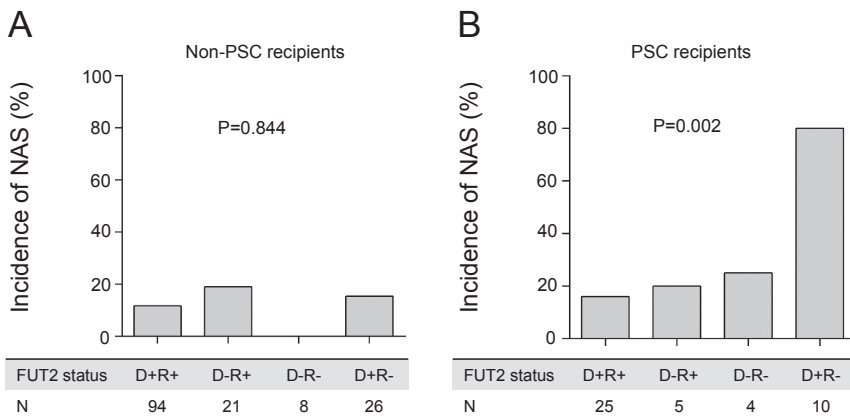 A
Non-PSC recipients
Incidence of NAS (%)
100
80
60
40
20
0
P=0.844
FUT2 status D+R+ D-R+ D-R- D+R-
N 94 21 8 26
B
PSC recipients
Incidence of NAS (%)
100
80
60
40
20
0
P=0.002
FUT2 status D+R+ D-R+ D-R- D+R-
N 25 5 4 10